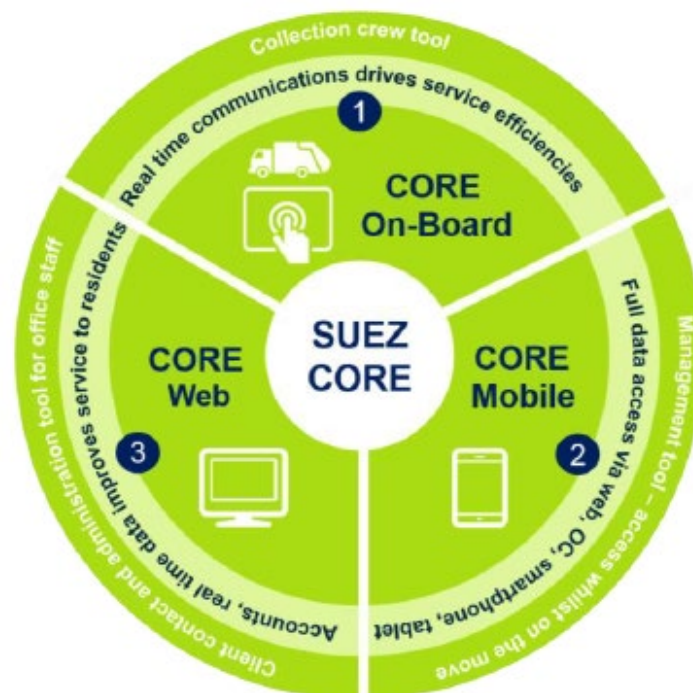 Collection crew tool
Real time communications drives service efficiencies
1
CORE
On-Board
SUEZ
CORE
CORE
Mobile
2
Full data access via web, OC, smartphone, tablet
Management tool – access whilst on the move
CORE
Web
3
Accounts, real time data improves service to residents
Client contact and administration tool for office staff